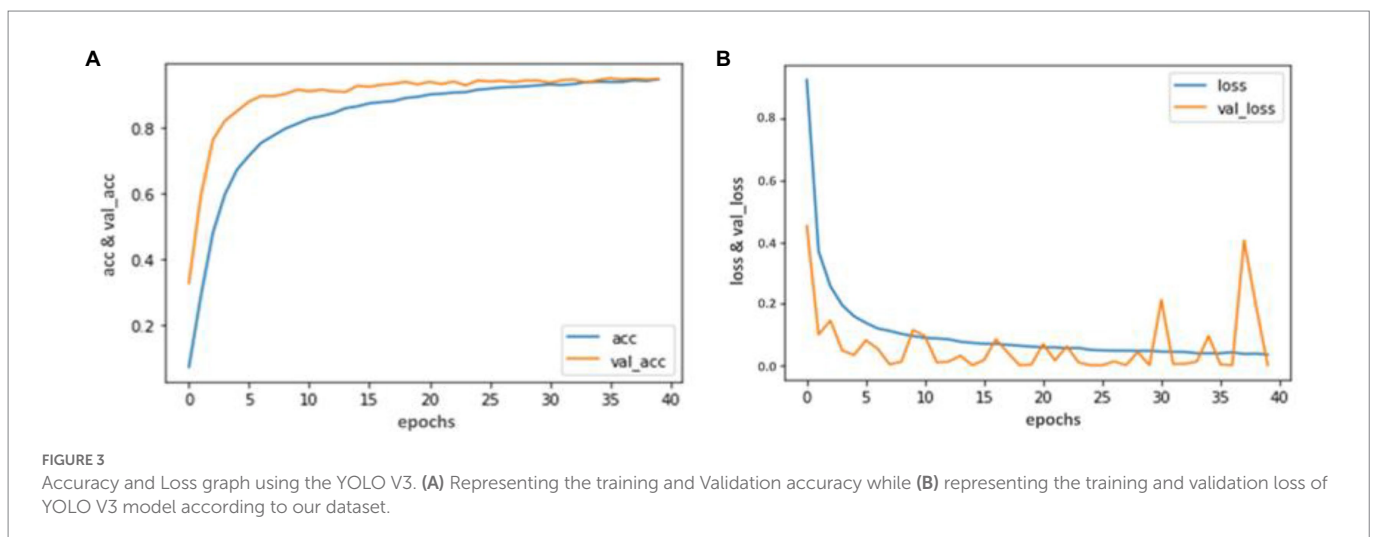 A
acc & val_acc
0.8
0.6
0.4
0.2
acc
val_acc
0 5 10 15 20 25 30 35 40
epochs
B
loss & val_loss
0.8
0.6
0.4
0.2
0.0
loss
val_loss
0 5 10 15 20 25 30 35 40
epochs
FIGURE 3
Accuracy and Loss graph using the YOLO V3. (A) Representing the training and Validation accuracy while (B) representing the training and validation loss of
YOLO V3 model according to our dataset.